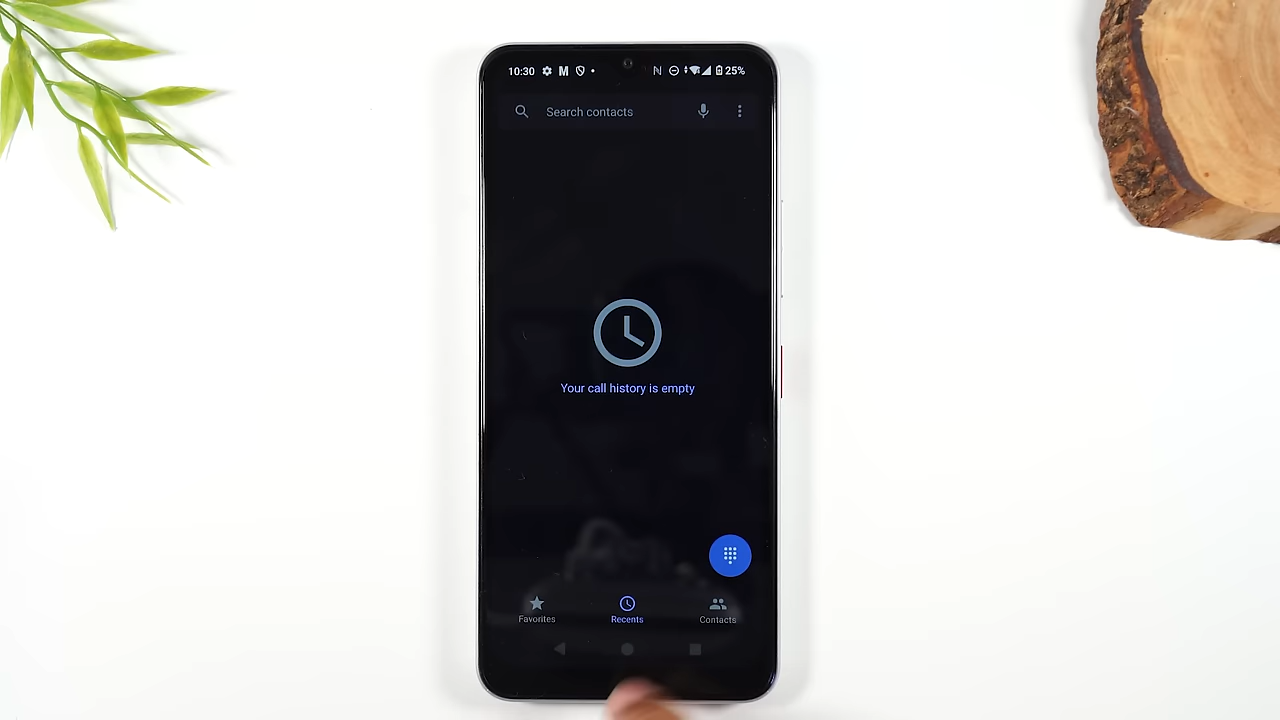 10:30 M 25%
Search contacts
Your call history is empty
Favorites Recents Contacts